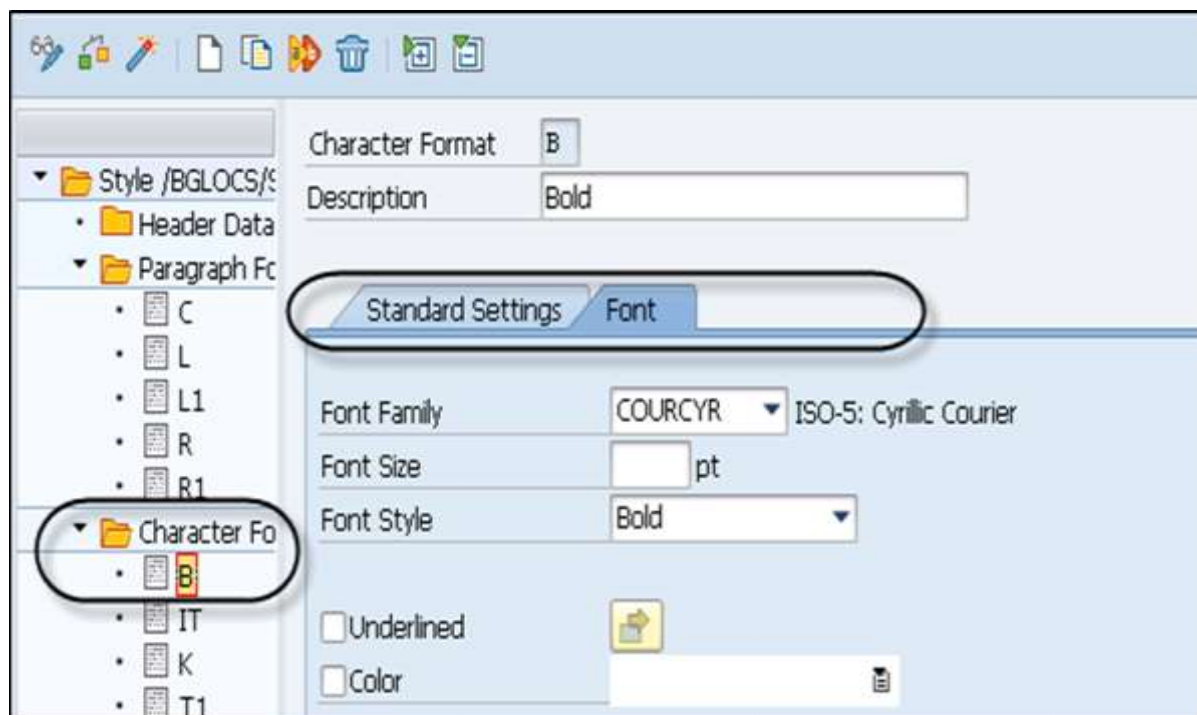 Style /BGLOCS/S
Header Data
Paragraph Fo
C
L
L1
R
R1
Character Fo
B
IT
K
T1
Character Format B
Description Bold
Standard Settings Font
Font Family COURCYR ISO-5: Cyrillic Courier
Font Size pt
Font Style Bold
Underlined
Color